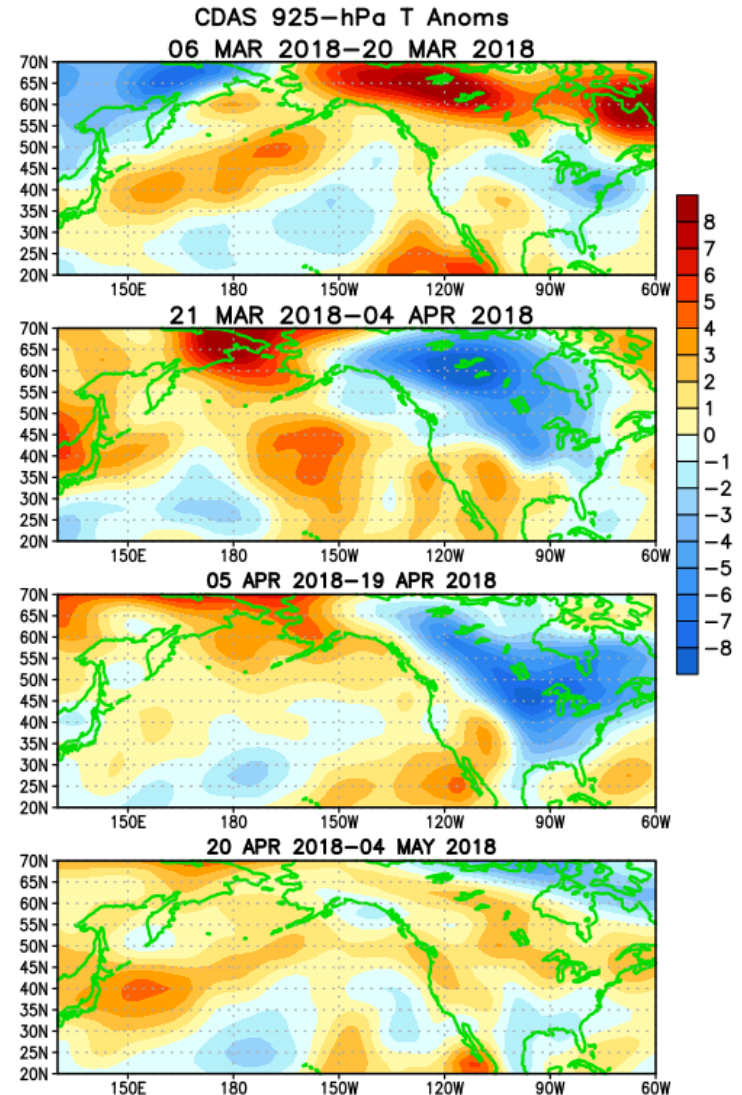 CDAS 925-hPa T Anoms
06 MAR 2018-20 MAR 2018
70N
65N
60N
55N
50N
45N
40N
35N
30N
25N
20N
150E 180 150W 120W 90W 60W
21 MAR 2018-04 APR 2018
70N
65N
60N
55N
50N
45N
40N
35N
30N
25N
20N
150E 180 150W 120W 90W 60W
05 APR 2018-19 APR 2018
70N
65N
60N
55N
50N
45N
40N
35N
30N
25N
20N
150E 180 150W 120W 90W 60W
20 APR 2018-04 MAY 2018
70N
65N
60N
55N
50N
45N
40N
35N
30N
25N
20N
150E 180 150W 120W 90W 60W
8
7
6
5
4
3
2
1
0
-1
-2
-3
-4
-5
-6
-7
-8